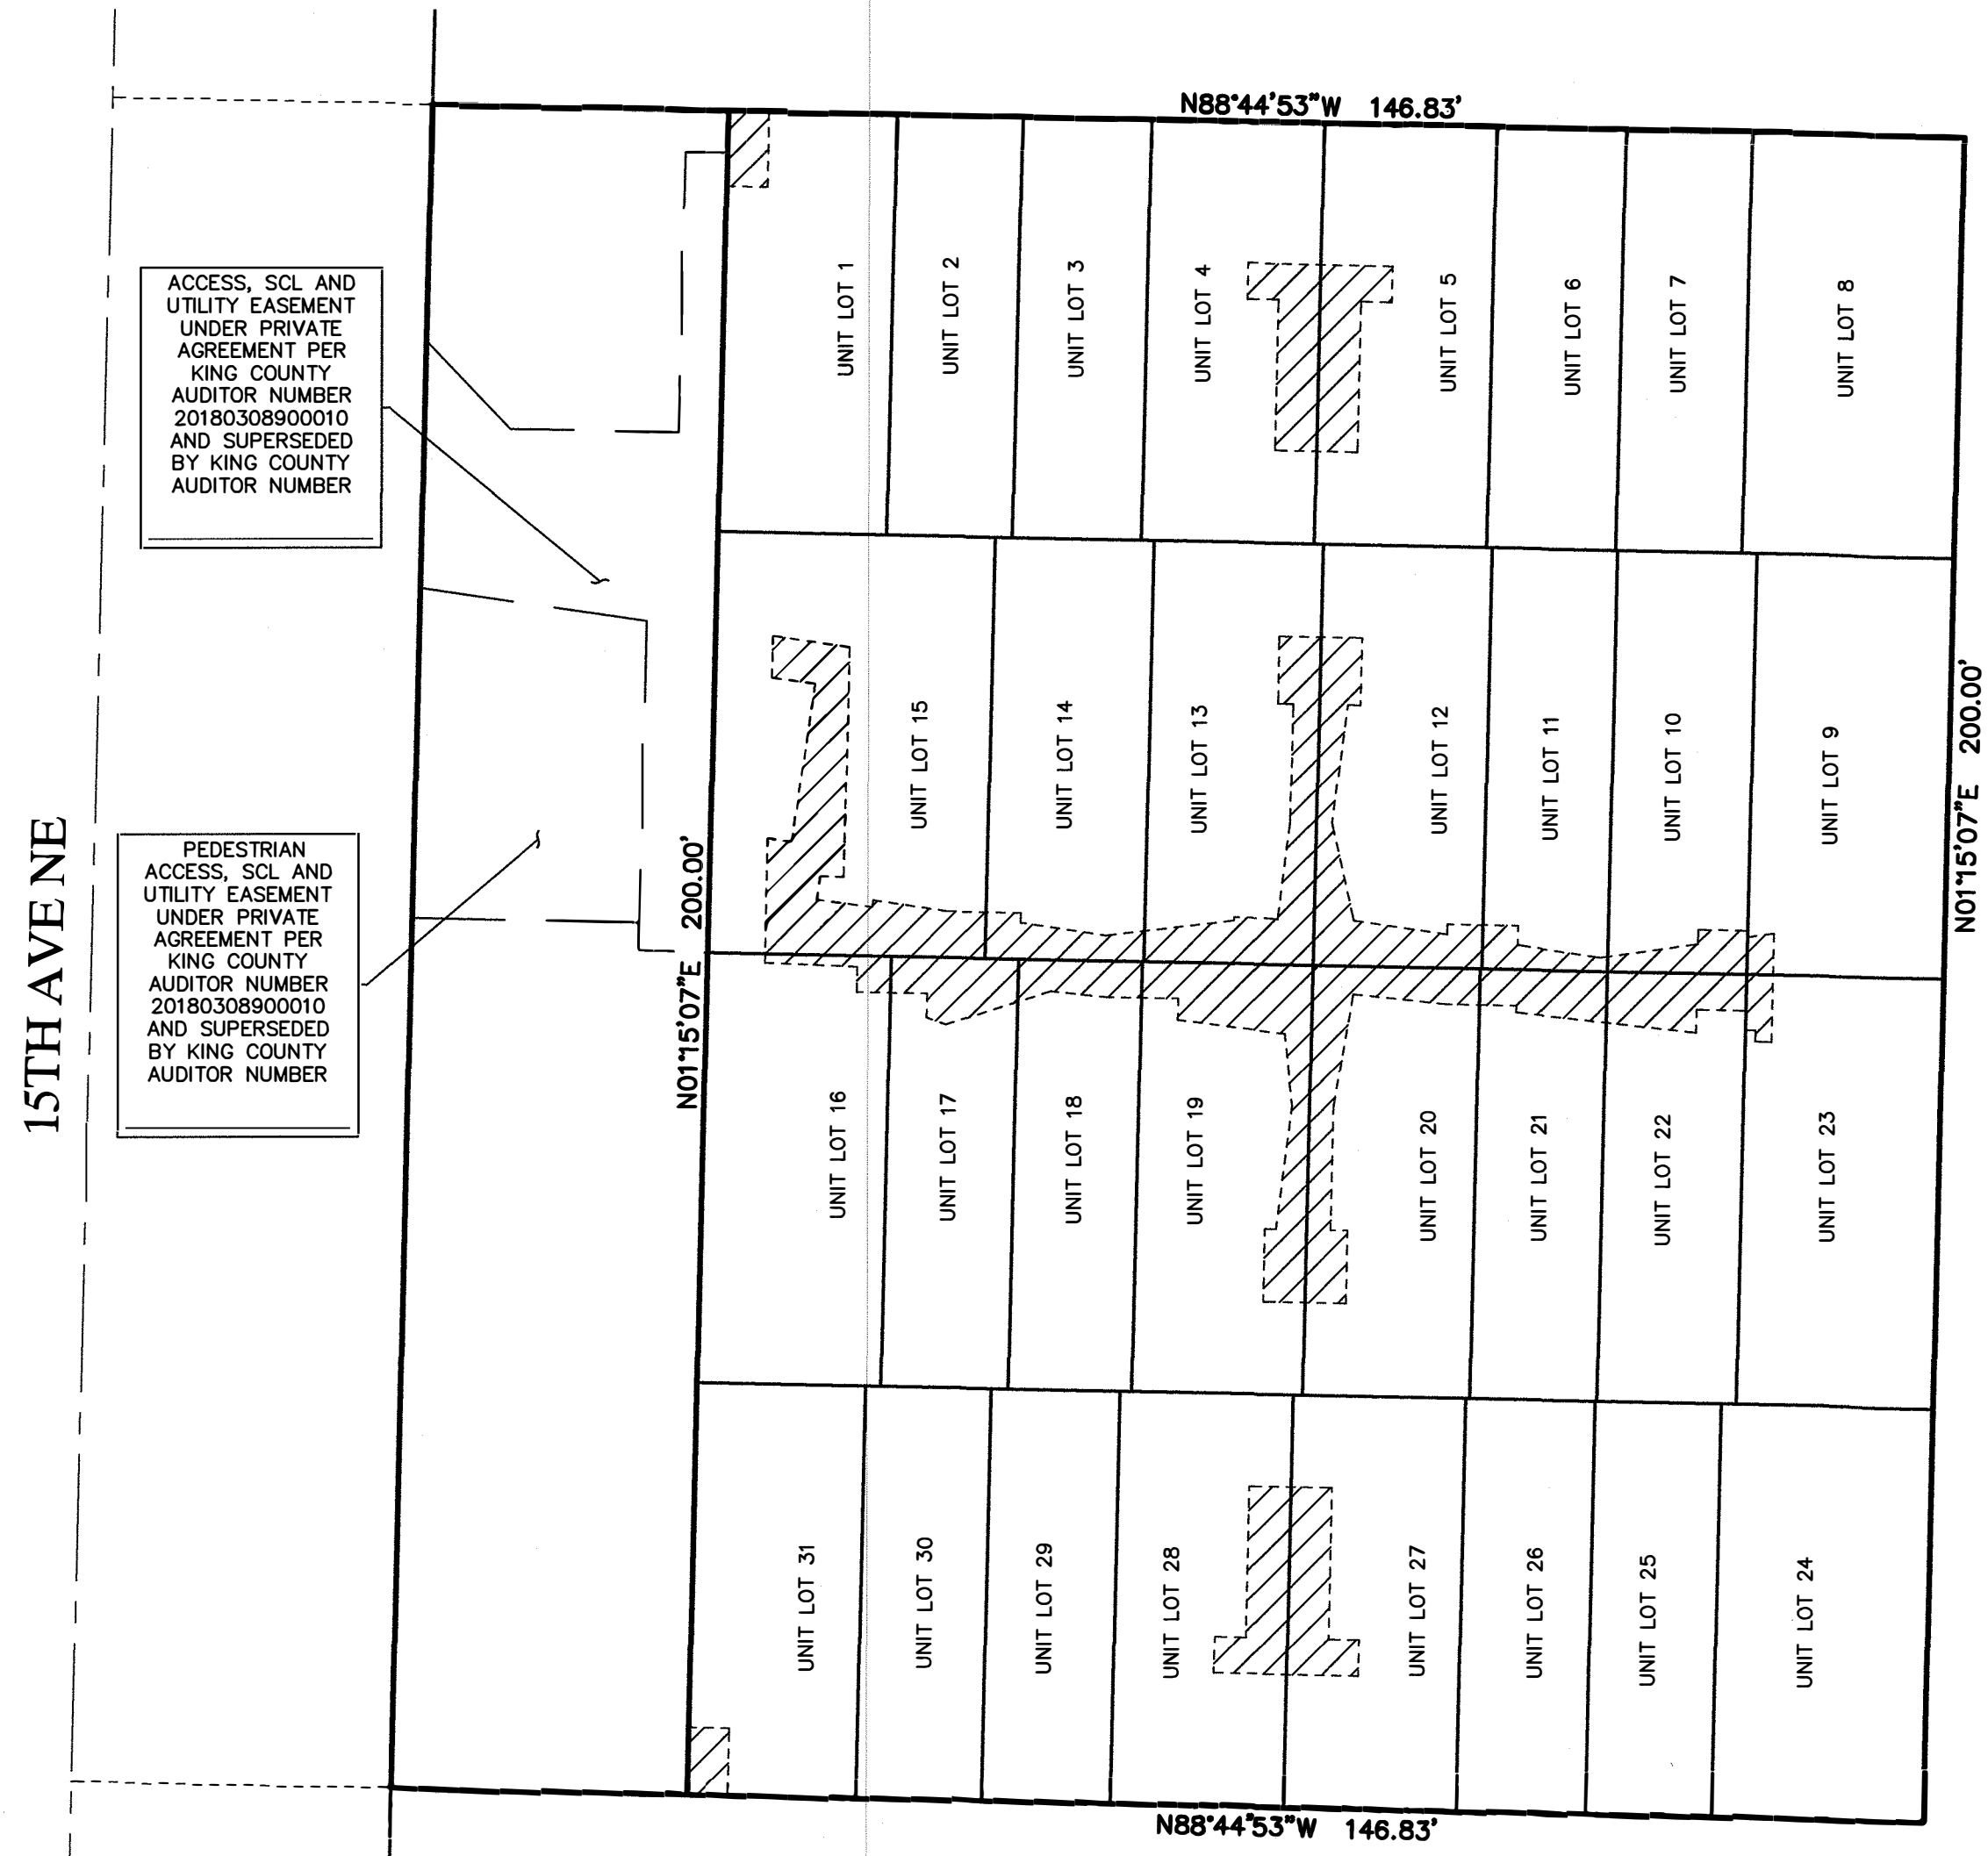 N88°44'53"W 146.83'
ACCESS, SCL AND
UTILITY EASEMENT
UNDER PRIVATE
AGREEMENT PER
KING COUNTY
AUDITOR NUMBER
20180308900010
AND SUPERSEDED
BY KING COUNTY
AUDITOR NUMBER
UNIT LOT 1
UNIT LOT 2
UNIT LOT 3
UNIT LOT 4
UNIT LOT 5
UNIT LOT 6
UNIT LOT 7
UNIT LOT 8
15TH AVE NE
PEDESTRIAN
ACCESS, SCL AND
UTILITY EASEMENT
UNDER PRIVATE
AGREEMENT PER
KING COUNTY
AUDITOR NUMBER
20180308900010
AND SUPERSEDED
BY KING COUNTY
AUDITOR NUMBER
N01°15'07"E 200.00'
UNIT LOT 15
UNIT LOT 14
UNIT LOT 13
UNIT LOT 12
UNIT LOT 11
UNIT LOT 10
UNIT LOT 9
N01°15'07"E 200.00'
UNIT LOT 16
UNIT LOT 17
UNIT LOT 18
UNIT LOT 19
UNIT LOT 20
UNIT LOT 21
UNIT LOT 22
UNIT LOT 23
UNIT LOT 31
UNIT LOT 30
UNIT LOT 29
UNIT LOT 28
UNIT LOT 27
UNIT LOT 26
UNIT LOT 25
UNIT LOT 24
N88°44'53"W 146.83'